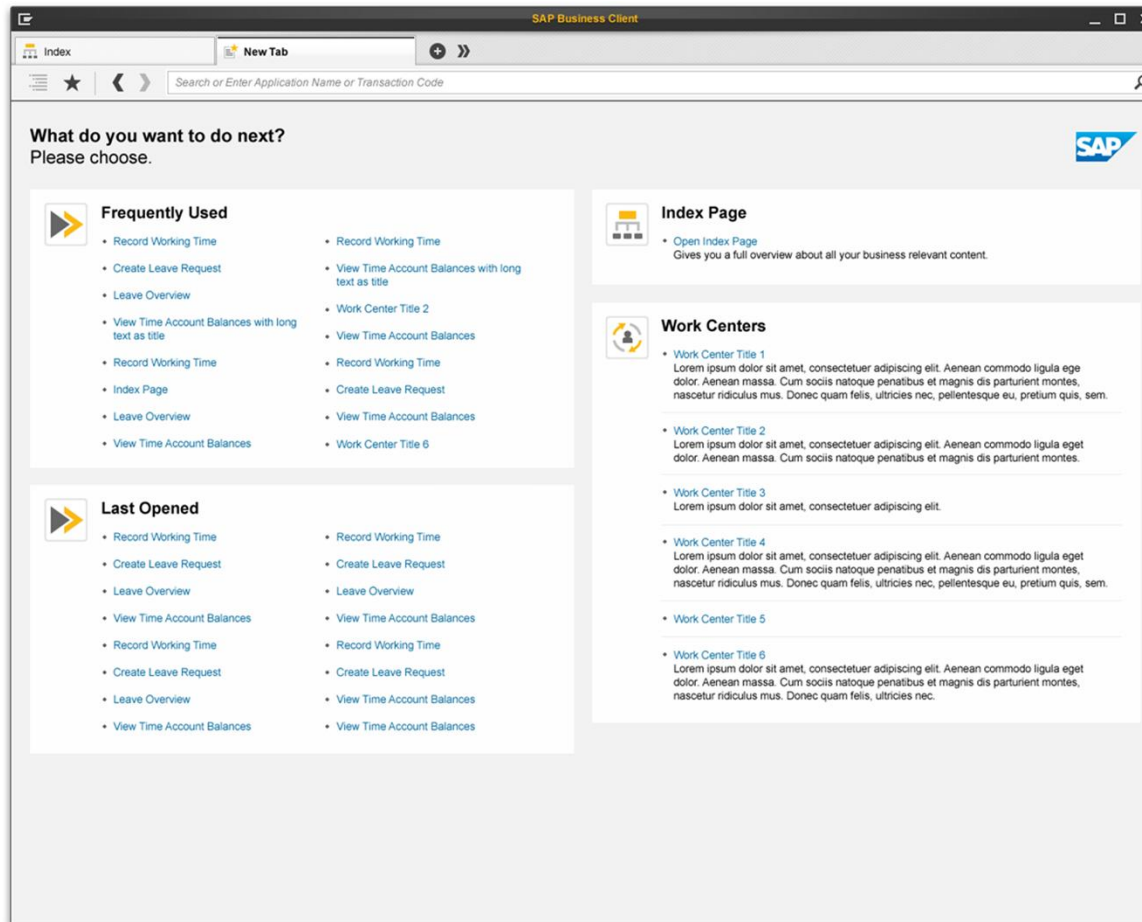 SAP Business Client
Index
New Tab
Search or Enter Application Name or Transaction Code
What do you want to do next?
Please choose.
SAP
Frequently Used
Record Working Time
Create Leave Request
Leave Overview
View Time Account Balances with long
text as title
Record Working Time
Index Page
Leave Overview
View Time Account Balances
Record Working Time
View Time Account Balances with long
text as title
Work Center Title 2
View Time Account Balances
Record Working Time
Create Leave Request
View Time Account Balances
Work Center Title 6
Last Opened
Record Working Time
Create Leave Request
Leave Overview
View Time Account Balances
Record Working Time
Create Leave Request
Leave Overview
View Time Account Balances
Record Working Time
Create Leave Request
Leave Overview
View Time Account Balances
Record Working Time
Create Leave Request
View Time Account Balances
View Time Account Balances
Index Page
Open Index Page
Gives you a full overview about all your business relevant content.
Work Centers
Work Center Title 1
Lorem ipsum dolor sit amet, consectetuer adipiscing elit. Aenean commodo ligula ege
dolor. Aenean massa. Cum sociis natoque penatibus et magnis dis parturient montes,
nascetur ridiculus mus. Donec quam felis, ultricies nec, pellentesque eu, pretium quis, sem.
Work Center Title 2
Lorem ipsum dolor sit amet, consectetuer adipiscing elit. Aenean commodo ligula eget
dolor. Aenean massa. Cum sociis natoque penatibus et magnis dis parturient montes.
Work Center Title 3
Lorem ipsum dolor sit amet, consectetuer adipiscing elit.
Work Center Title 4
Lorem ipsum dolor sit amet, consectetuer adipiscing elit. Aenean commodo ligula eget
dolor. Aenean massa. Cum sociis natoque penatibus et magnis dis parturient montes,
nascetur ridiculus mus. Donec quam felis, ultricies nec, pellentesque eu, pretium quis, sem.
Work Center Title 5
Work Center Title 6
Lorem ipsum dolor sit amet, consectetuer adipiscing elit. Aenean commodo ligula eget
dolor. Aenean massa. Cum sociis natoque penatibus et magnis dis parturient montes,
nascetur ridiculus mus. Donec quam felis, ultricies nec.